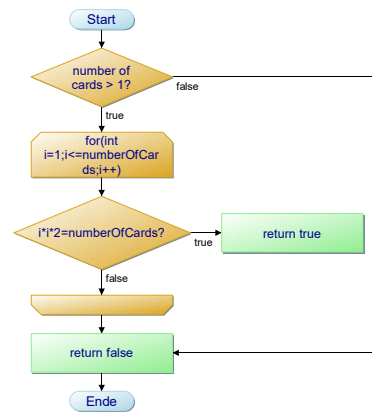 Start
number of
cards > 1?
false
true
for(int
i=1;i<=numberOfCar
ds;i++)
i*i*2=numberOfCards?
true
return true
false
return false
Ende